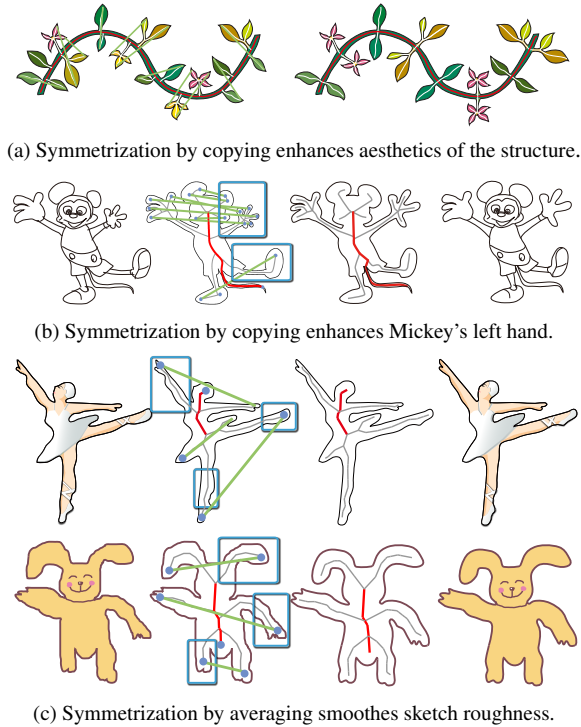 (a) Symmetrization by copying enhances aesthetics of the structure.
(b) Symmetrization by copying enhances Mickey's left hand.
(c) Symmetrization by averaging smoothes sketch roughness.